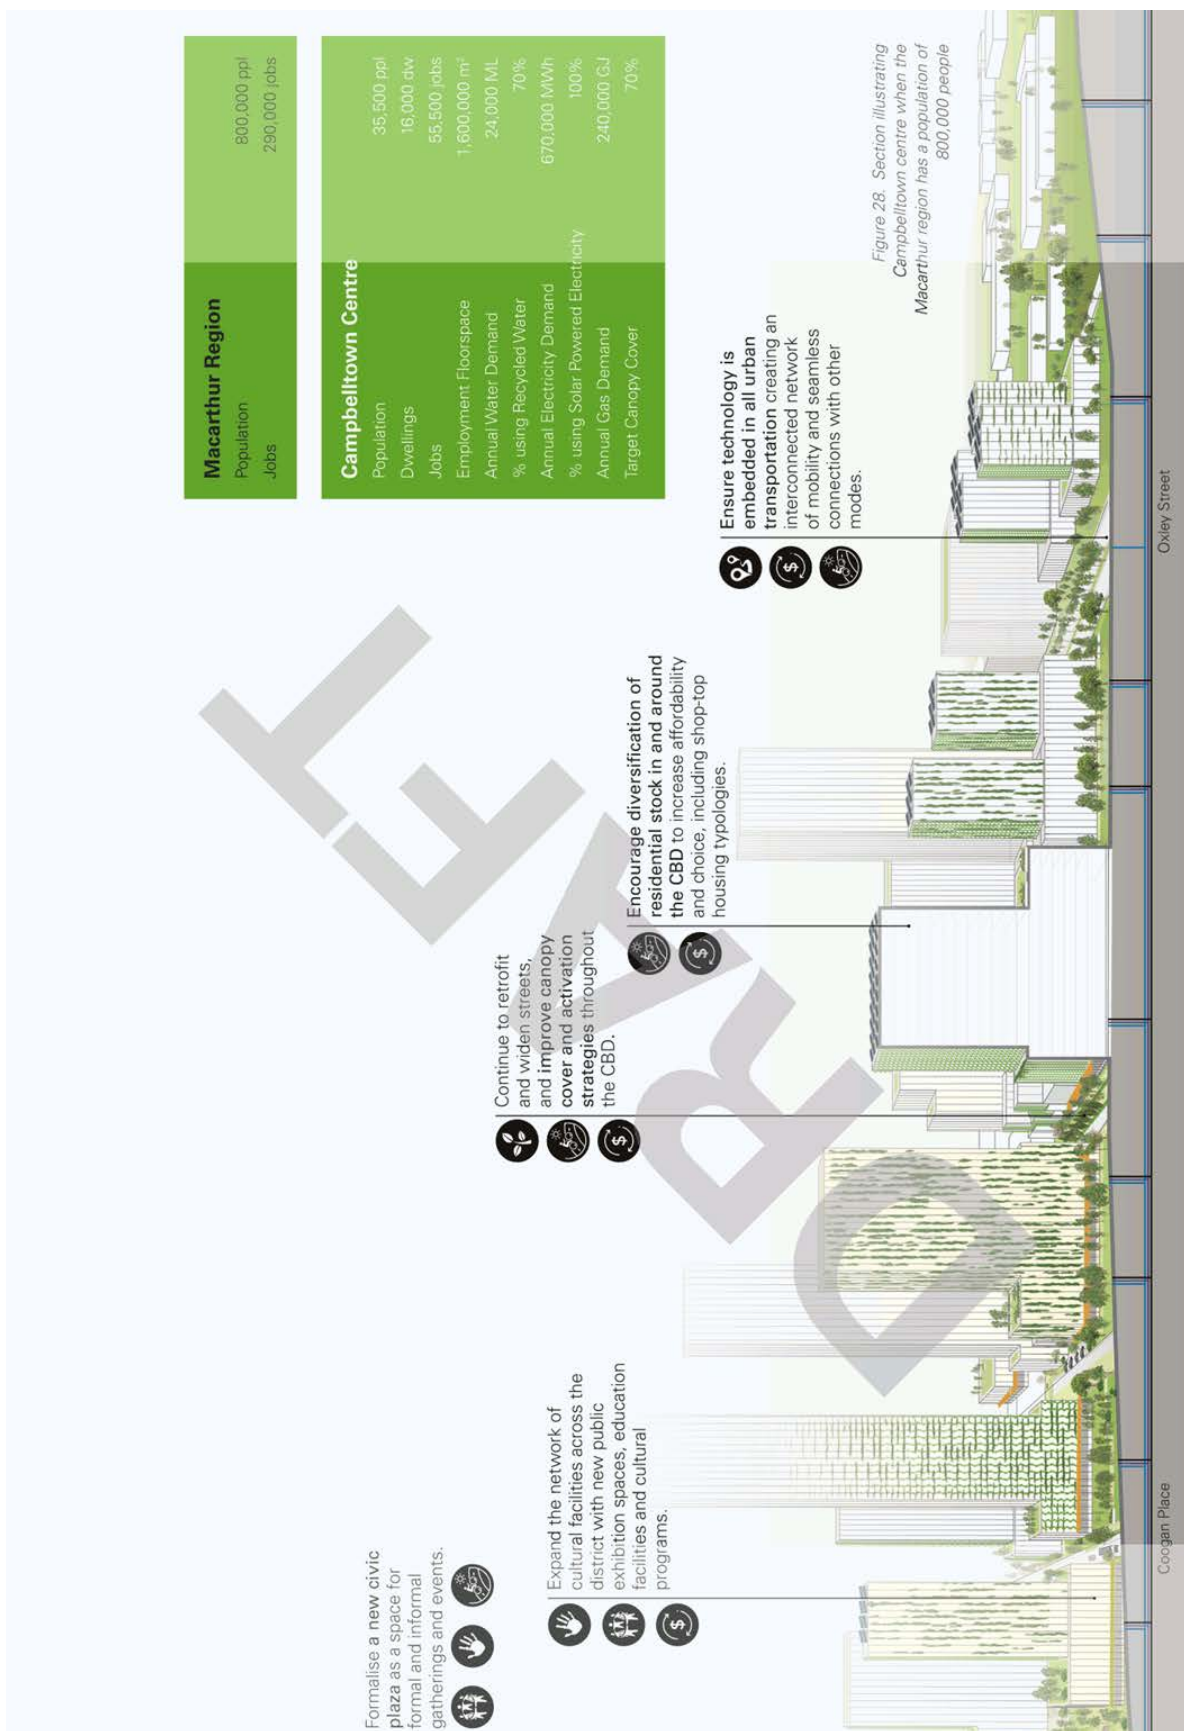 Formalise a new civic
plaza as a space for
formal and informal
gatherings and events.
Expand the network of
cultural facilities across the
district with new public
exhibition spaces, education
facilities and cultural
programs.
Continue to retrofit
and widen streets,
and improve canopy
cover and activation
strategies throughout
the CBD.
Encourage diversification of
residential stock in and around
the CBD to increase affordability
and choice, including shop-top
housing typologies.
Ensure technology is
embedded in all urban
transportation creating an
interconnected network
of mobility and seamless
connections with other
modes.
Macarthur Region
Population 800,000 ppl
Jobs 290,000 jobs
Campbelltown Centre
Population 35,500 ppl
Dwellings 16,000 dw
Jobs 55,500 jobs
Employment Floorspace 1,600,000 m²
Annual Water Demand 24,000 ML
% using Recycled Water 70%
Annual Electricity Demand 670,000 MWh
% using Solar Powered Electricity 100%
Annual Gas Demand 240,000 GJ
Target Canopy Cover 70%
Figure 28. Section illustrating
Campbelltown centre when the
Macarthur region has a population of
800,000 people
Coogan Place
Oxley Street
DRAFT